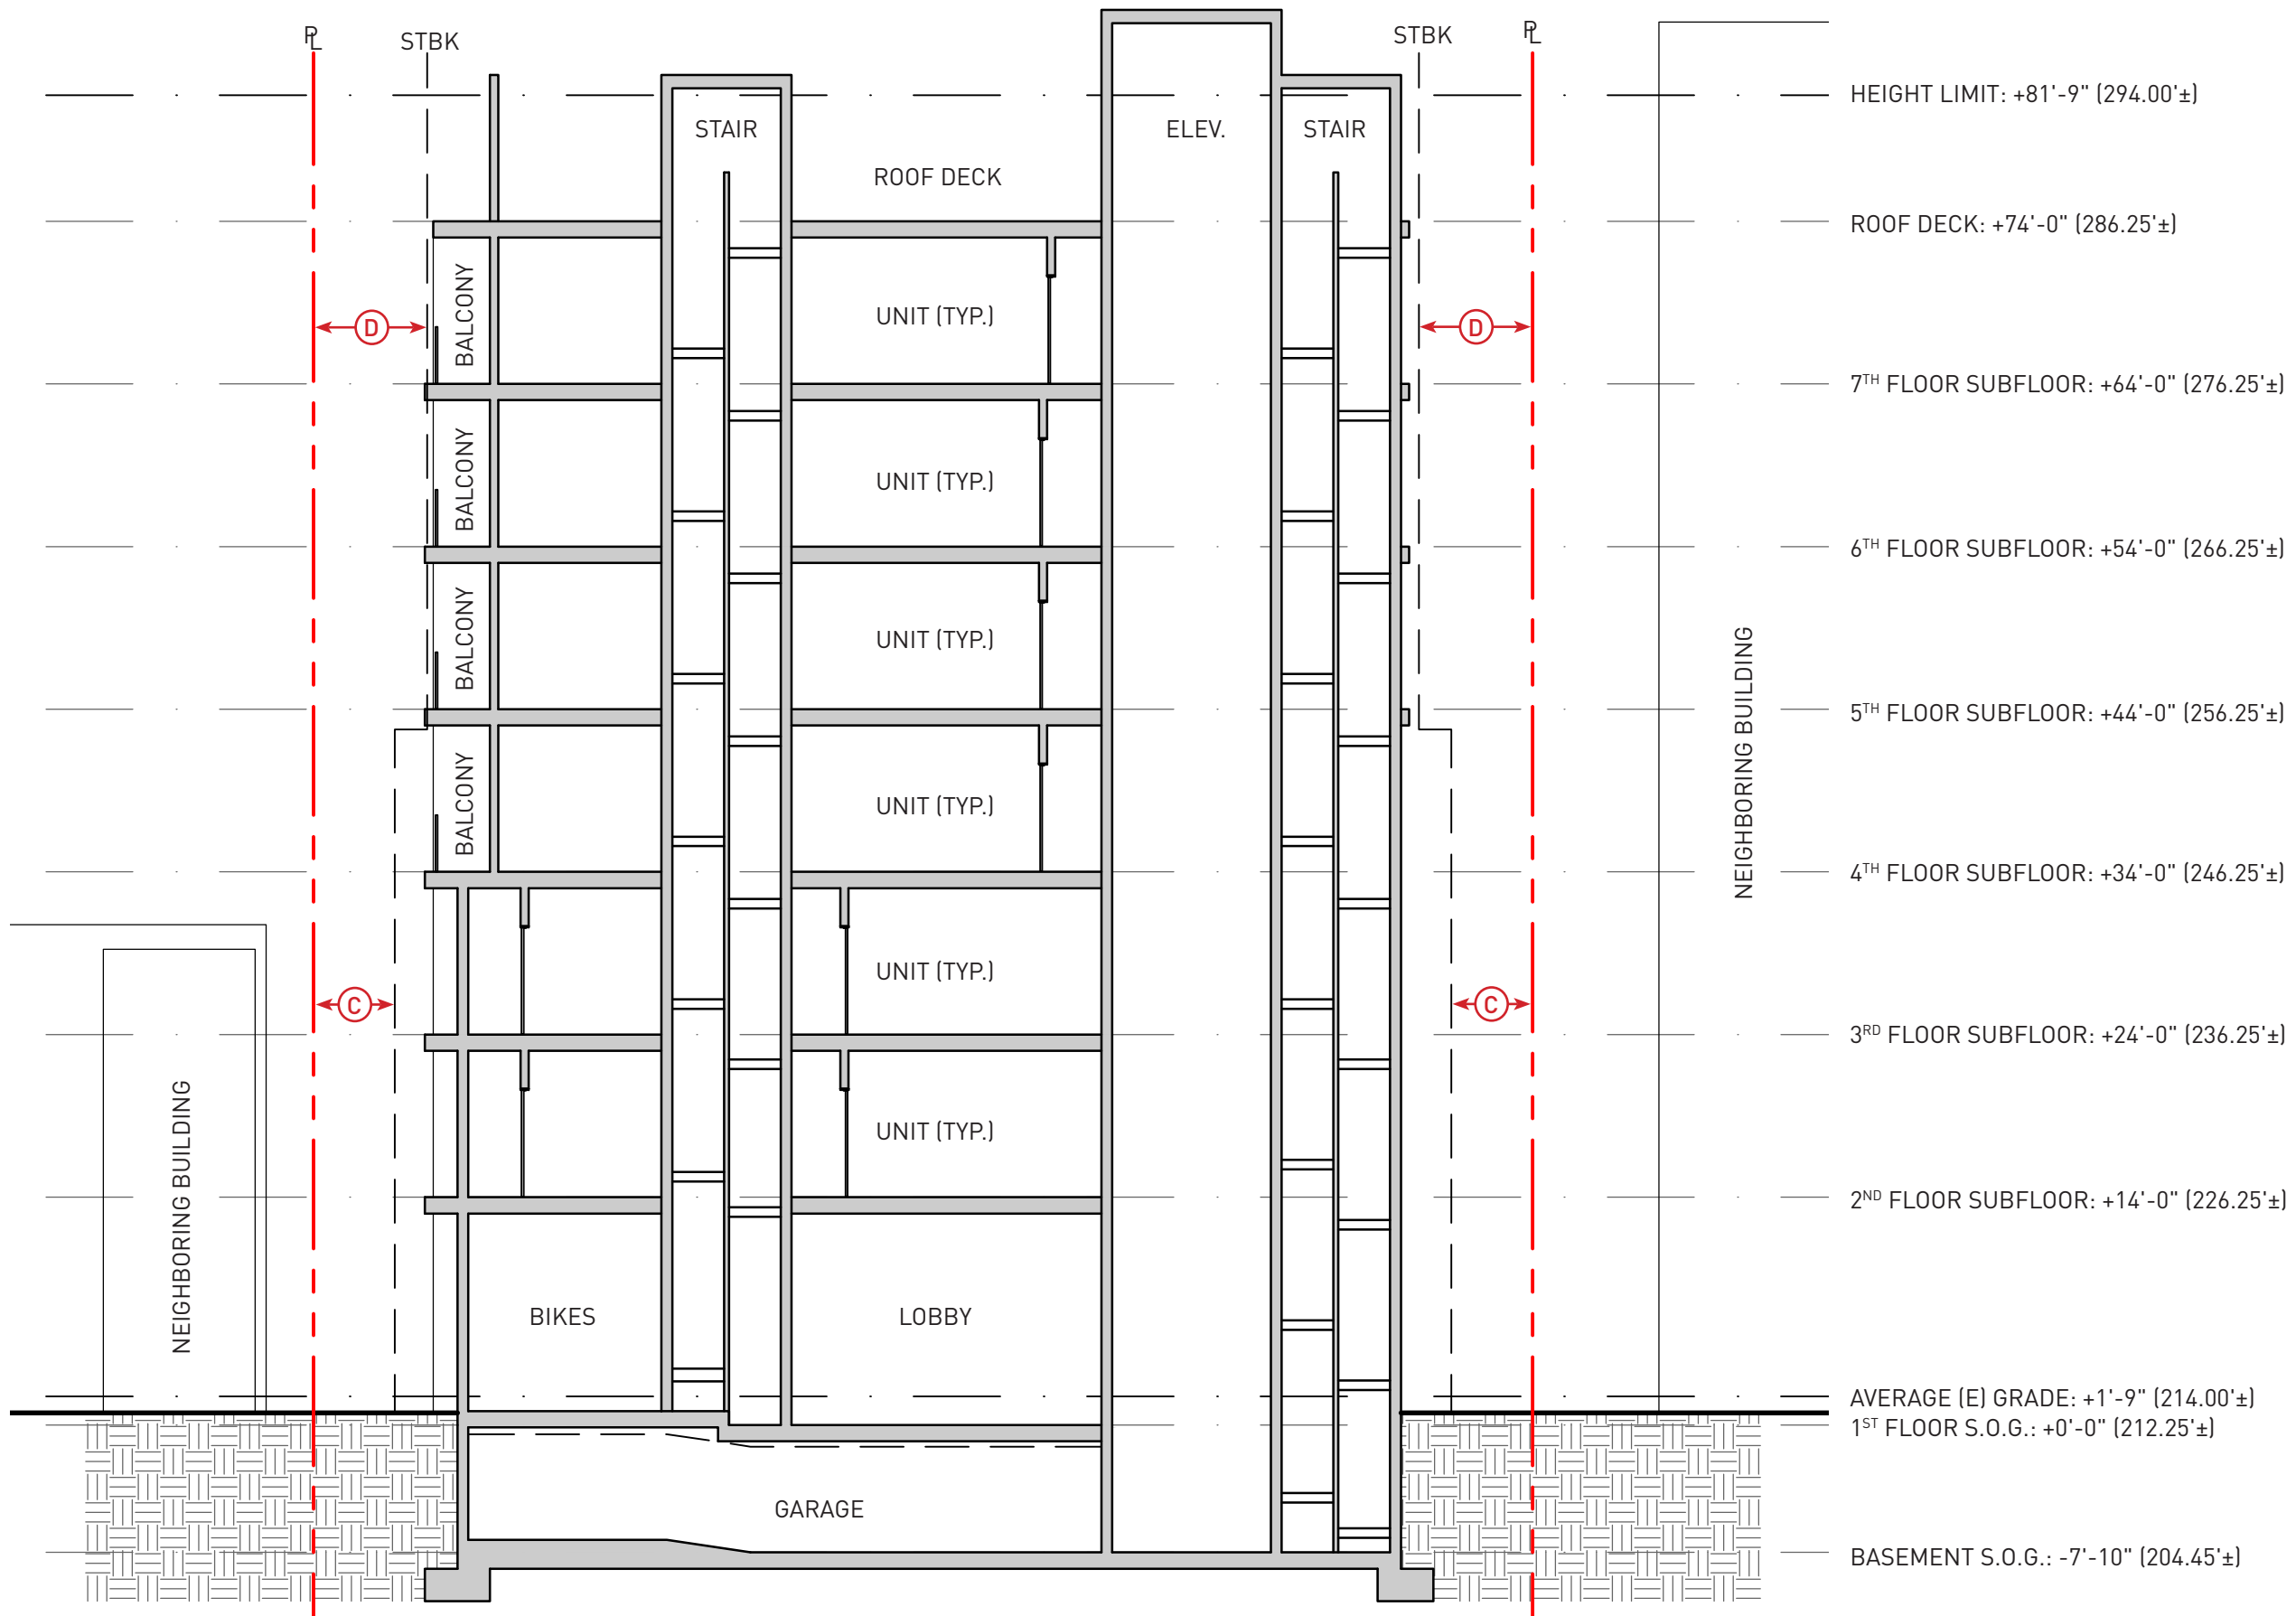 PL
STBK
STBK
PL
HEIGHT LIMIT: +81'-9" (294.00'±)
STAIR
ELEV.
STAIR
ROOF DECK
ROOF DECK: +74'-0" (286.25'±)
BALCONY
UNIT (TYP.)
D
D
7TH FLOOR SUBFLOOR: +64'-0" (276.25'±)
BALCONY
UNIT (TYP.)
6TH FLOOR SUBFLOOR: +54'-0" (266.25'±)
BALCONY
UNIT (TYP.)
5TH FLOOR SUBFLOOR: +44'-0" (256.25'±)
NEIGHBORING BUILDING
BALCONY
UNIT (TYP.)
4TH FLOOR SUBFLOOR: +34'-0" (246.25'±)
UNIT (TYP.)
C
C
3RD FLOOR SUBFLOOR: +24'-0" (236.25'±)
UNIT (TYP.)
2ND FLOOR SUBFLOOR: +14'-0" (226.25'±)
NEIGHBORING BUILDING
BIKES
LOBBY
AVERAGE (E) GRADE: +1'-9" (214.00'±)
1ST FLOOR S.O.G.: +0'-0" (212.25'±)
GARAGE
BASEMENT S.O.G.: -7'-10" (204.45'±)